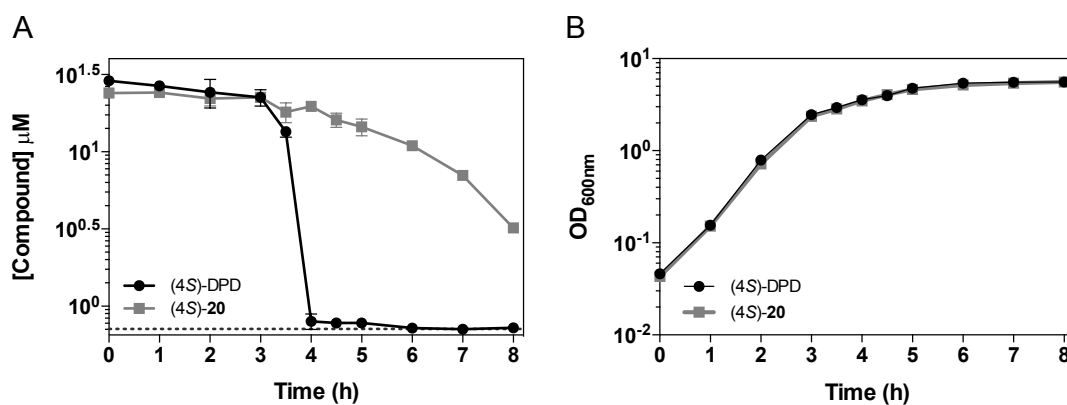 A
[Compound] μM
10^1.5
10^1
10^0.5
10^0
(4S)-DPD
(4S)-20
0 1 2 3 4 5 6 7 8
Time (h)
B
OD600nm
10^1
10^0
10^-1
10^-2
(4S)-DPD
(4S)-20
0 1 2 3 4 5 6 7 8
Time (h)